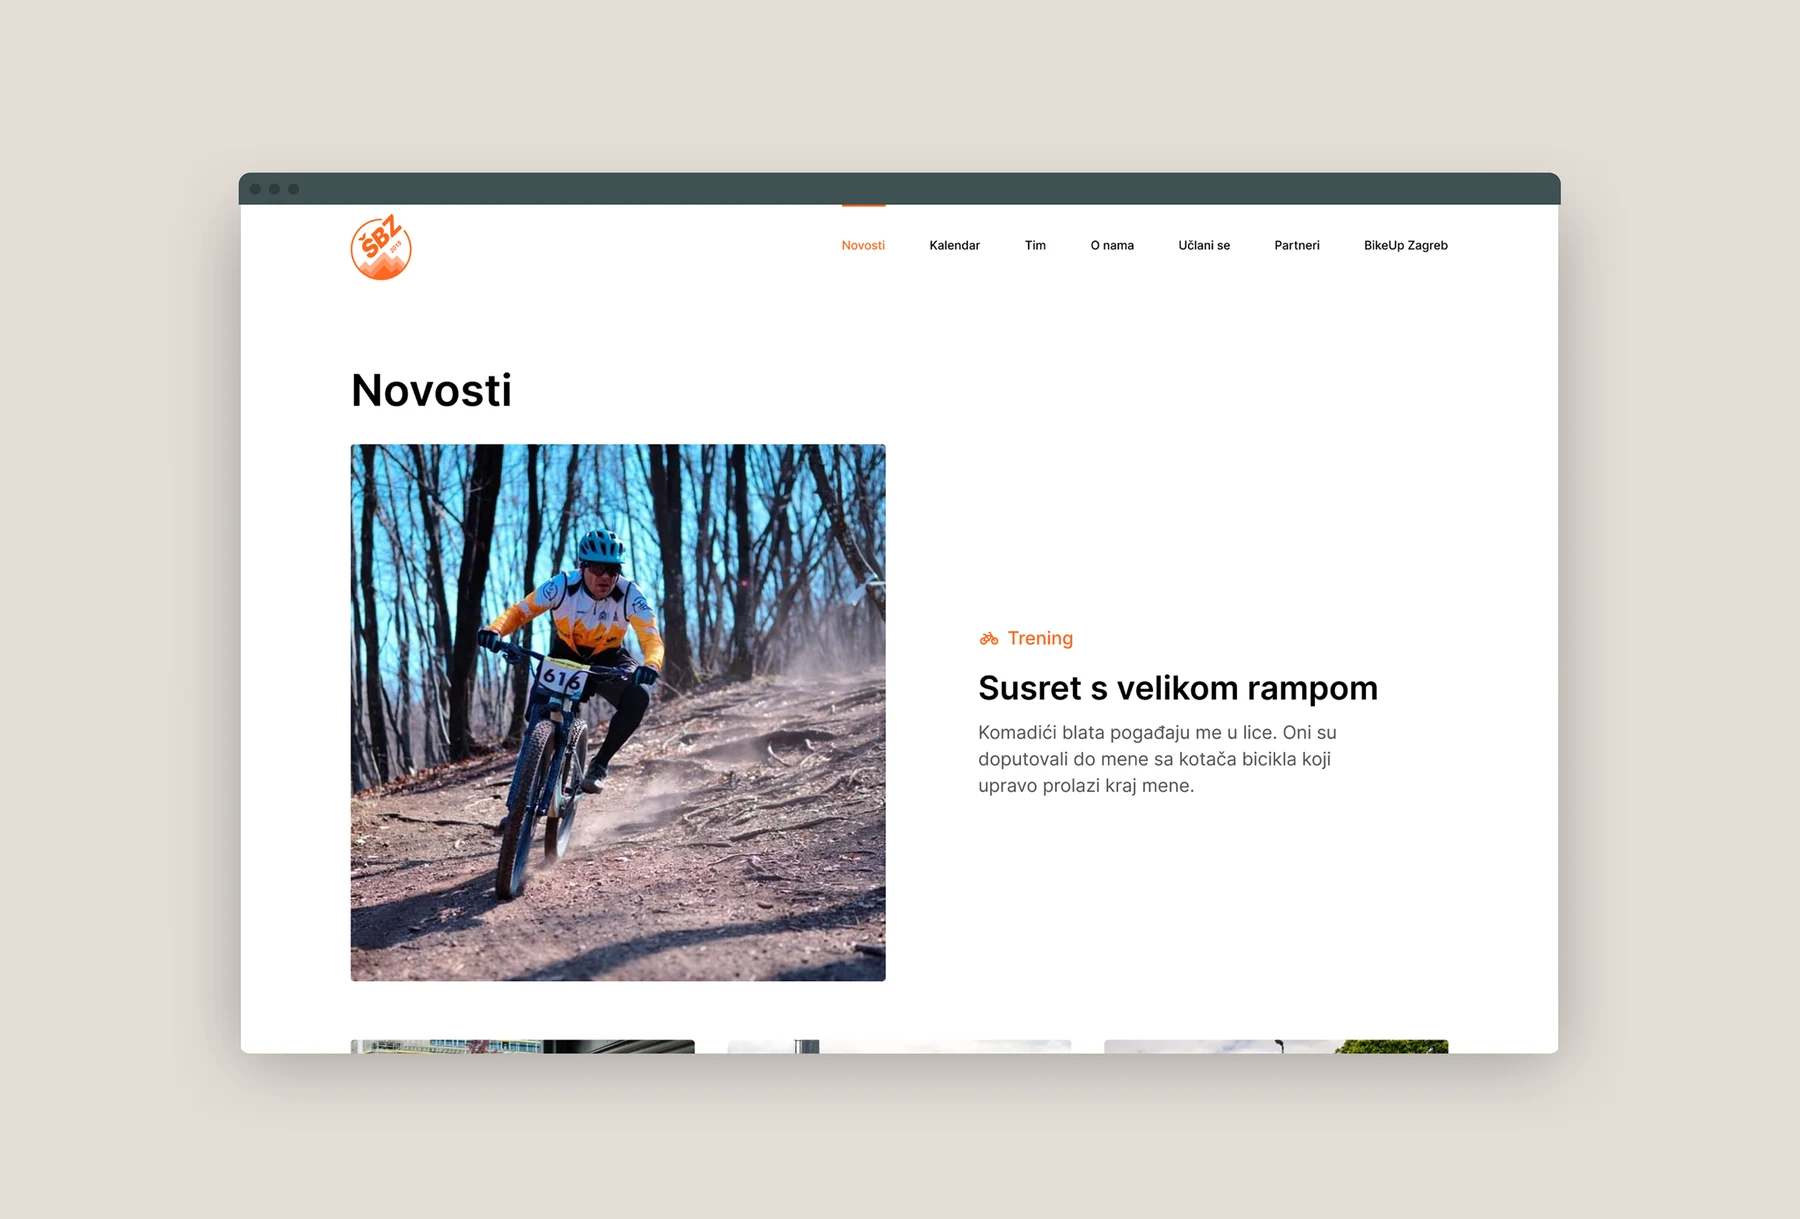 ŠBZ
2015
Novosti
Kalendar
Tim
O nama
Učlani se
Partneri
BikeUp Zagreb
Novosti
616
Trening
Susret s velikom rampom
Komadići blata pogađaju me u lice. Oni su
doputovali do mene sa kotača bicikla koji
upravo prolazi kraj mene.